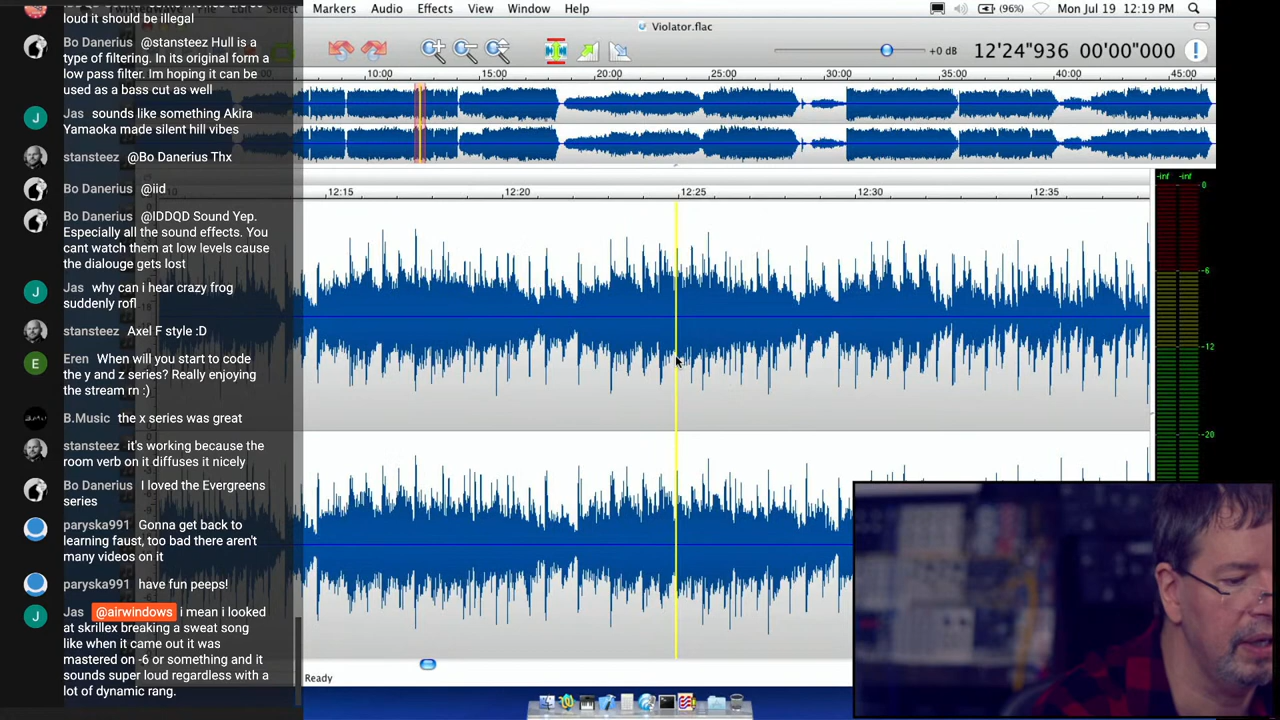 Markers Audio Effects View Window Help (96%) Mon Jul 19 12:19 PM
Violator.flac
+0 dB 12'24"936 00'00"000
10:00 15:00 20:00 25:00 30:00 35:00 40:00 45:00
12:15 12:20 12:25 12:30 12:35
-inf -inf
0
-6
-12
-20
loud it should be illegal
Bo Danerius @stansteez Hull is a
type of filtering. In its original form a
low pass filter. Im hoping it can be
used as a bass cut as well
Jas sounds like something Akira
Yamaoka made silent hill vibes
stansteez @Bo Danerius Thx
Bo Danerius @iid
Bo Danerius @IDDQD Sound Yep.
Especially all the sound effects. You
cant watch them at low levels cause
the dialouge gets lost
Jas why can i hear crazy frog
suddenly rofl
stansteez Axel F style :D
Eren When will you start to code
the y and z series? Really enjoying
the stream rn :)
B.Music the x series was great
stansteez it's working because the
room verb on it diffuses it nicely
Bo Danerius I loved the Evergreens
series
paryska991 Gonna get back to
learning faust, too bad there aren't
many videos on it
paryska991 have fun peeps!
Jas @airwindows i mean i looked
at skrillex breaking a sweat song
like when it came out it was
mastered on -6 or something and it
sounds super loud regardless with a
lot of dynamic rang.
Ready